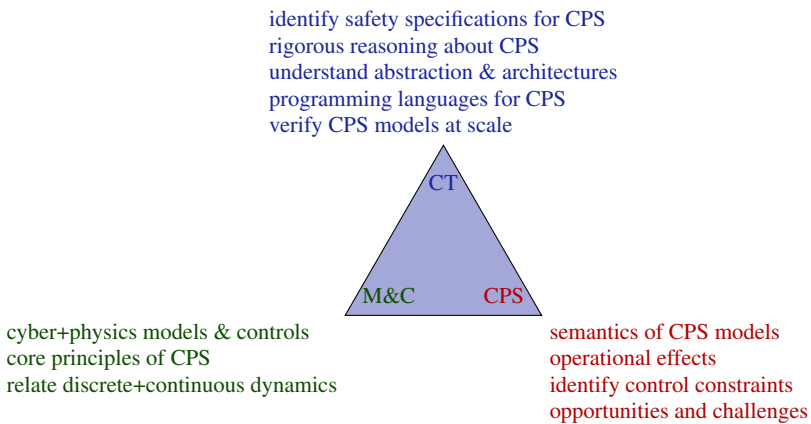 identify safety specifications for CPS
rigorous reasoning about CPS
understand abstraction & architectures
programming languages for CPS
verify CPS models at scale
CT
M&C
CPS
cyber+physics models & controls
core principles of CPS
relate discrete+continuous dynamics
semantics of CPS models
operational effects
identify control constraints
opportunities and challenges